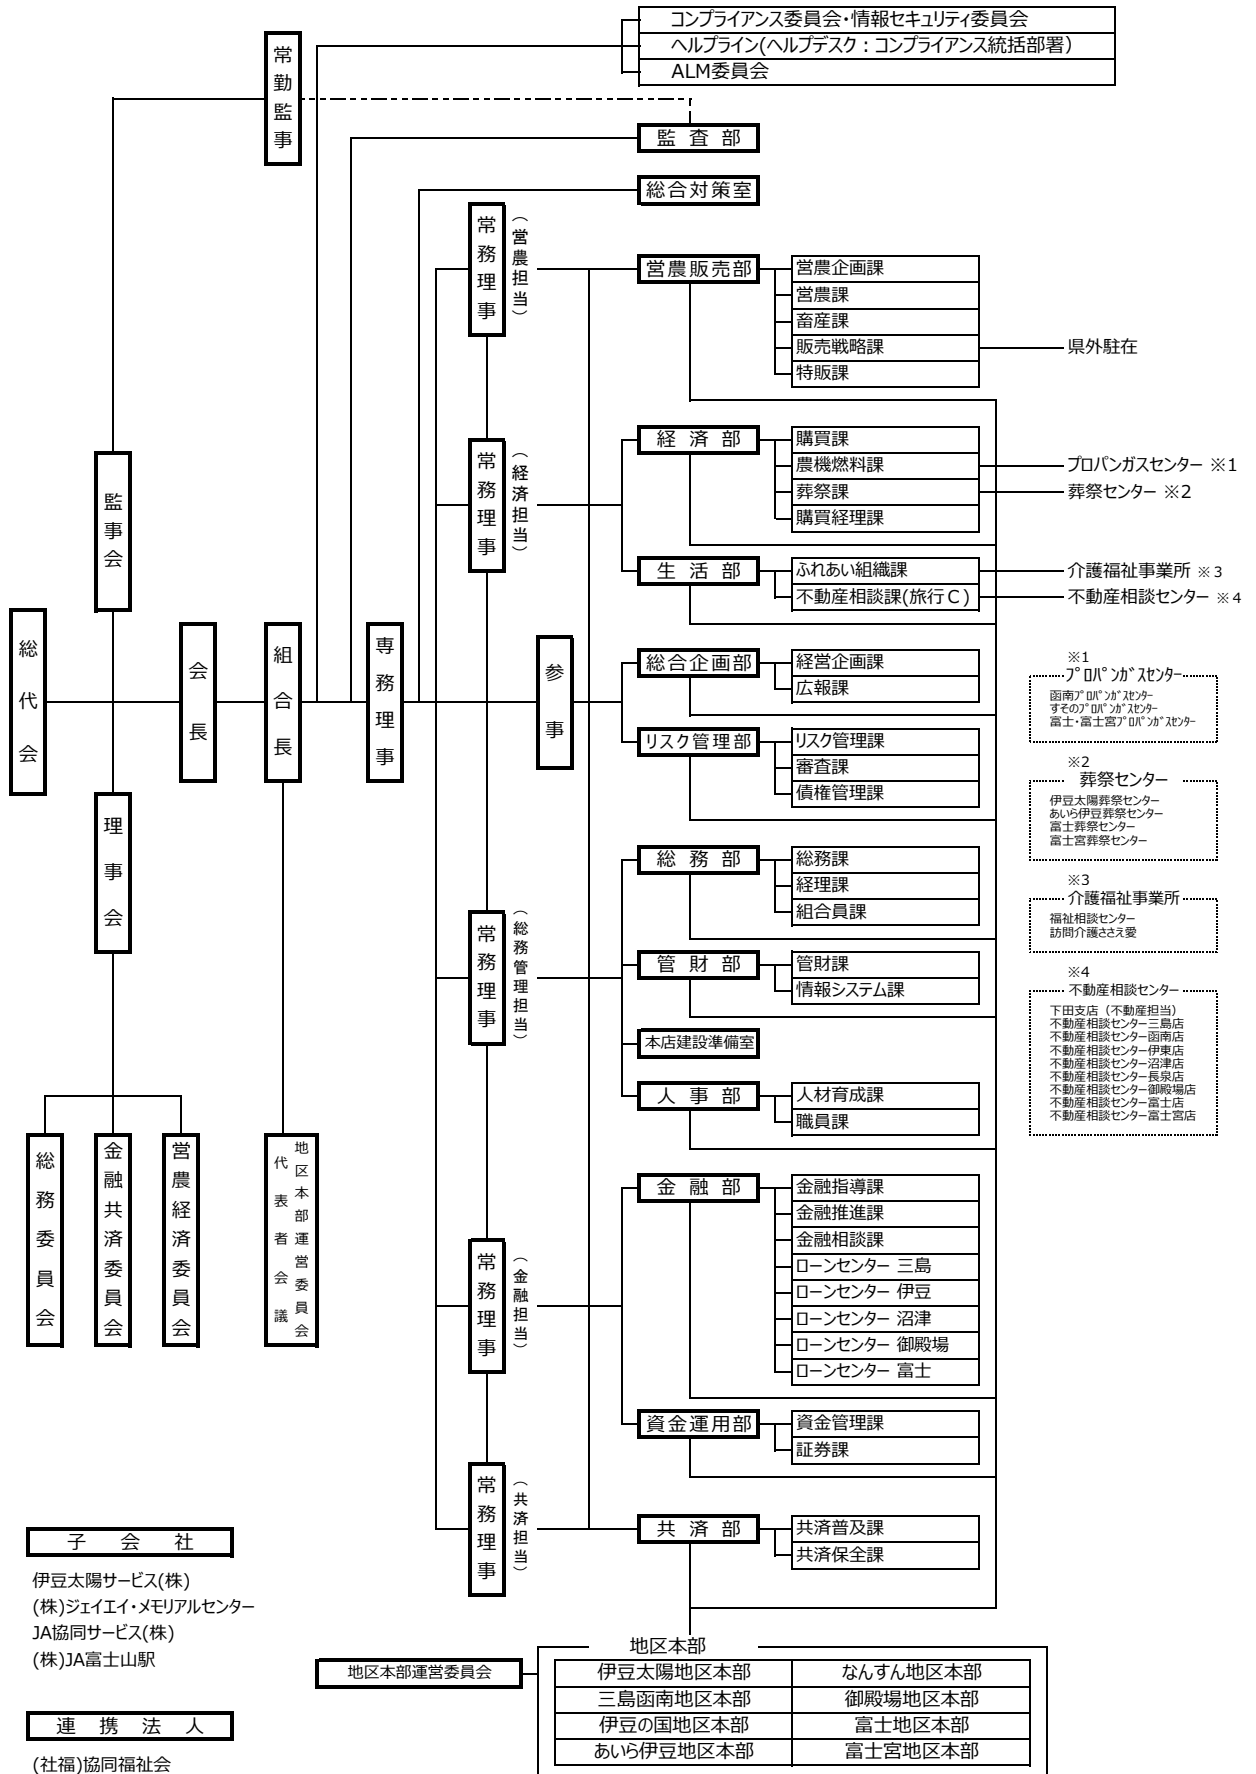 コンプライアンス委員会・情報セキュリティ委員会
ヘルプライン(ヘルプデスク：コンプライアンス統括部署)
ALM委員会
常勤監事
監査部
総合対策室
常務理事
（営農担当）
営農販売部
営農企画課
営農課
畜産課
販売戦略課
県外駐在
特販課
常務理事
（経済担当）
経済部
購買課
農機燃料課
プロパンガスセンター ※1
葬祭課
葬祭センター ※2
購買経理課
生活部
ふれあい組織課
介護福祉事業所 ※3
不動産相談課(旅行C)
不動産相談センター ※4
監事会
総代会
会長
組合長
専務理事
参事
総合企画部
経営企画課
広報課
リスク管理部
リスク管理課
審査課
債権管理課
※1
プロパンガスセンター
函南プロパンガスセンター
すそのプロパンガスセンター
富士・富士宮プロパンガスセンター
※2
葬祭センター
伊豆太陽葬祭センター
あいら伊豆葬祭センター
富士葬祭センター
富士宮葬祭センター
※3
介護福祉事業所
福祉相談センター
訪問介護ささえ愛
※4
不動産相談センター
下田支店（不動産担当）
不動産相談センター三島店
不動産相談センター函南店
不動産相談センター伊東店
不動産相談センター沼津店
不動産相談センター長泉店
不動産相談センター御殿場店
不動産相談センター富士店
不動産相談センター富士宮店
理事会
常務理事
（総務管理担当）
総務部
総務課
経理課
組合員課
管財部
管財課
情報システム課
本店建設準備室
人事部
人材育成課
職員課
総務委員会
金融共済委員会
営農経済委員会
地区本部運営委員会
代表者会議
常務理事
（金融担当）
金融部
金融指導課
金融推進課
金融相談課
ローンセンター 三島
ローンセンター 伊豆
ローンセンター 沼津
ローンセンター 御殿場
ローンセンター 富士
資金運用部
資金管理課
証券課
常務理事
（共済担当）
共済部
共済普及課
共済保全課
子会社
伊豆太陽サービス(株)
(株)ジェイエイ・メモリアルセンター
JA協同サービス(株)
(株)JA富士山駅
連携法人
(社福)協同福祉会
地区本部運営委員会
地区本部
伊豆太陽地区本部 なんすん地区本部
三島函南地区本部 御殿場地区本部
伊豆の国地区本部 富士地区本部
あいら伊豆地区本部 富士宮地区本部